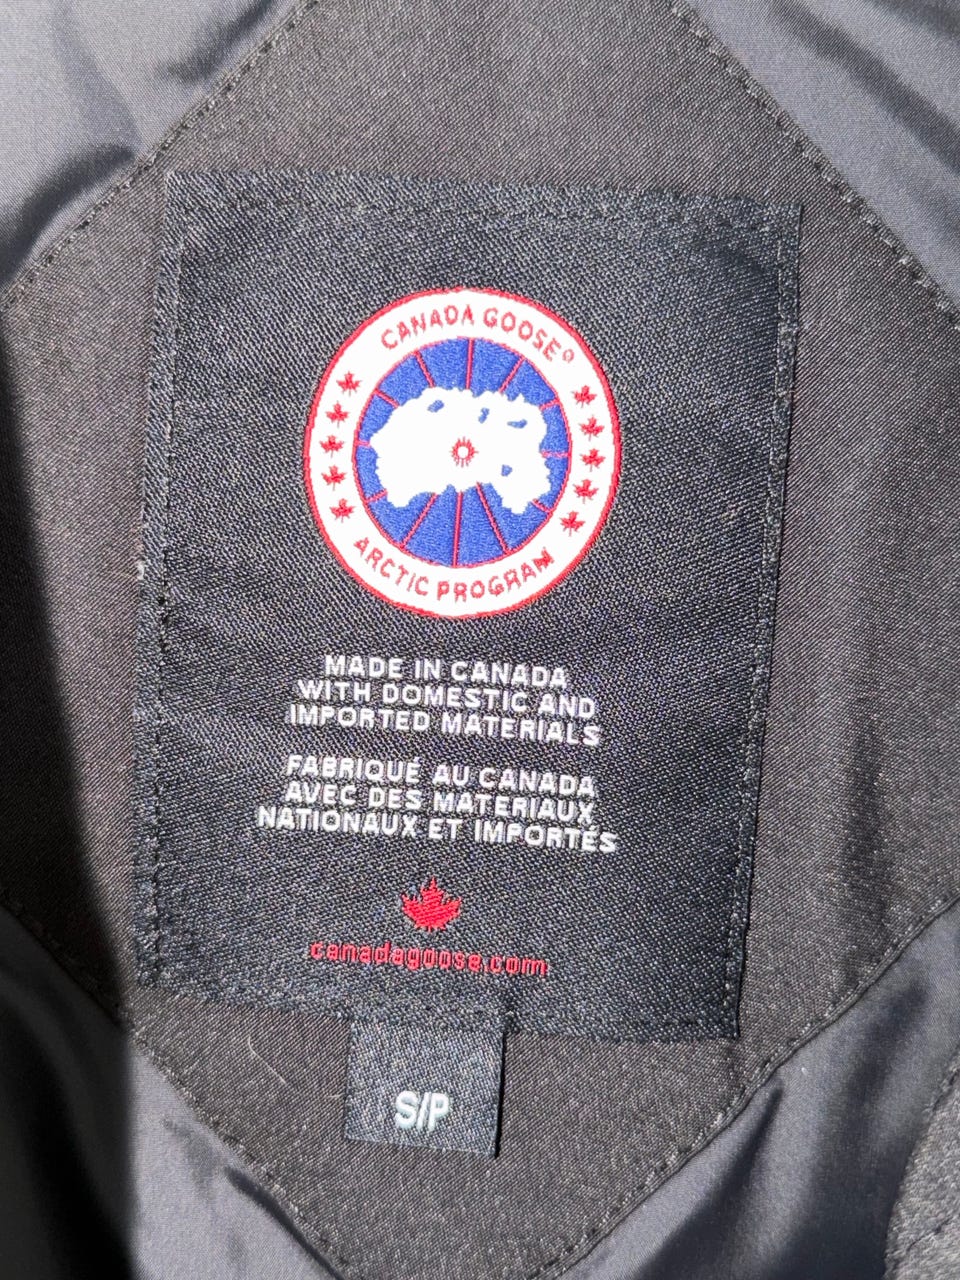 CANADA GOOSE®
ARCTIC PROGRAM
MADE IN CANADA
WITH DOMESTIC AND
IMPORTED MATERIALS
FABRIQUÉ AU CANADA
AVEC DES MATERIAUX
NATIONAUX ET IMPORTÉS
canadagoose.com
S/P